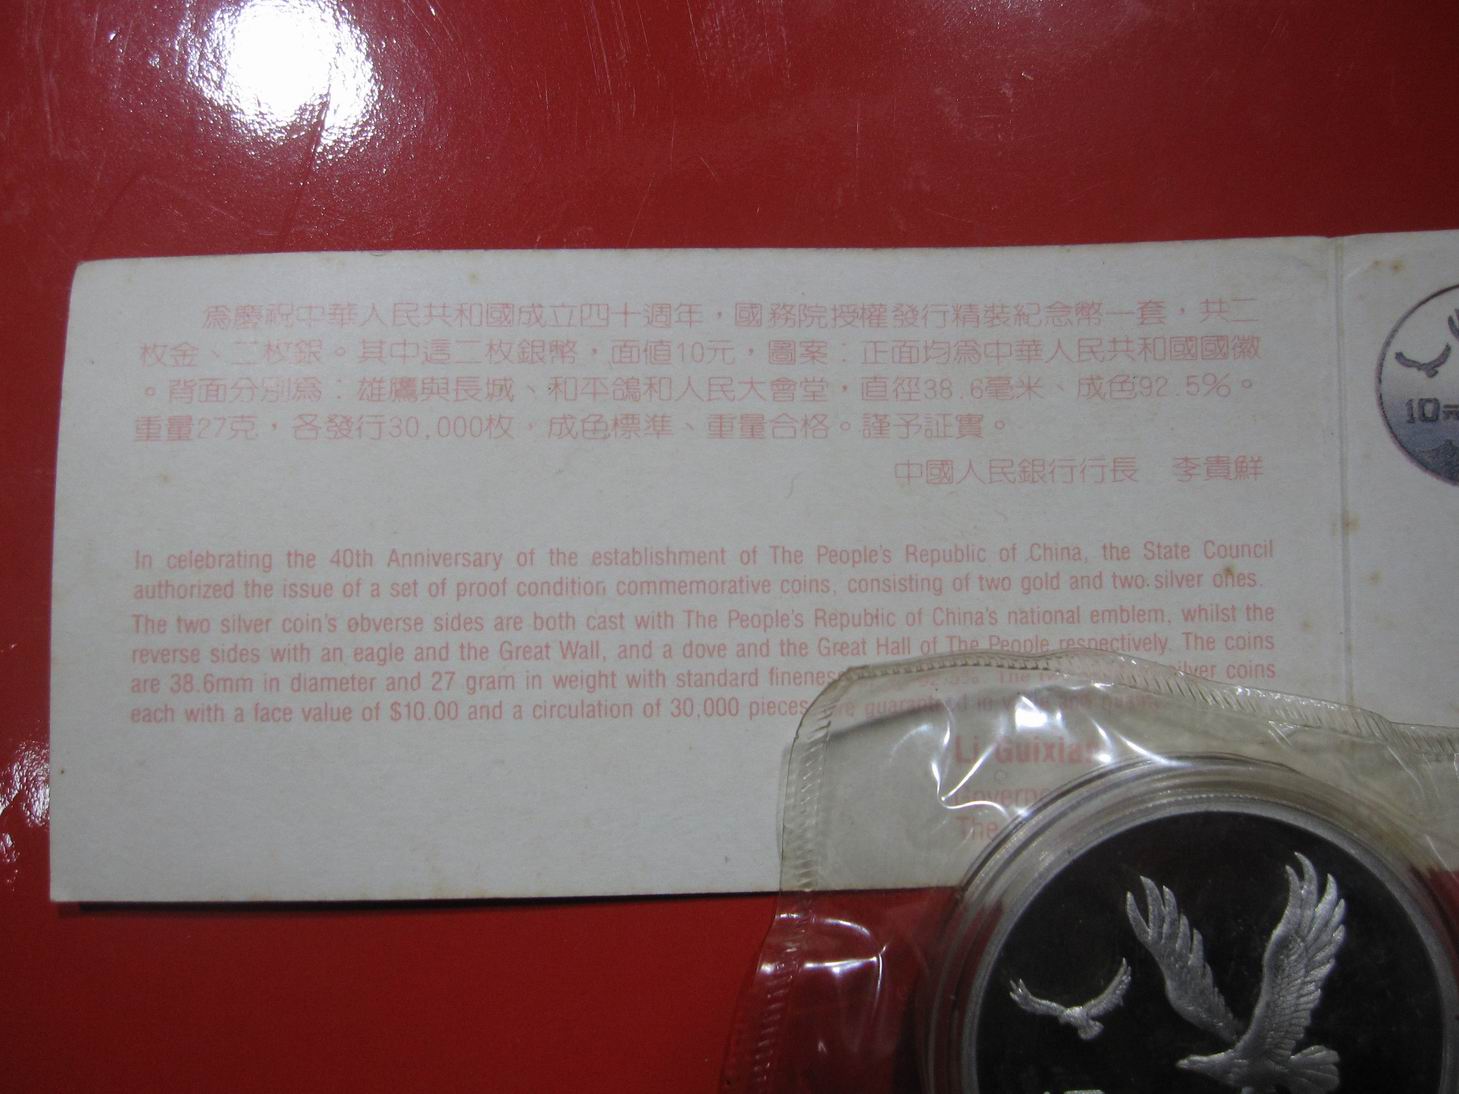 為慶祝中華人民共和國成立四十週年，國務院授權發行精裝紀念幣一套，共二
枚金、二枚銀。其中這二枚銀幣，面值10元，圖案：正面均為中華人民共和國國徽
。背面分別為：雄鷹與長城、和平鴿和人民大會堂，直徑38.6毫米、成色92.5%。
重量27克，各發行30,000枚，成色標準、重量合格。謹予証實。
中國人民銀行行長　李貴鮮
In celebrating the 40th Anniversary of the establishment of The People's Republic of China, the State Council
authorized the issue of a set of proof condition commemorative coins, consisting of two gold and two silver ones.
The two silver coin's obverse sides are both cast with The People's Republic of China's national emblem, whilst the
reverse sides with an eagle and the Great Wall, and a dove and the Great Hall of The People respectively. The coins
are 38.6mm in diameter and 27 gram in weight with standard fineness 92.5%. The silver coins
each with a face value of $10.00 and a circulation of 30,000 pieces are guaranteed in
Li Guixian
Governor
The
10元